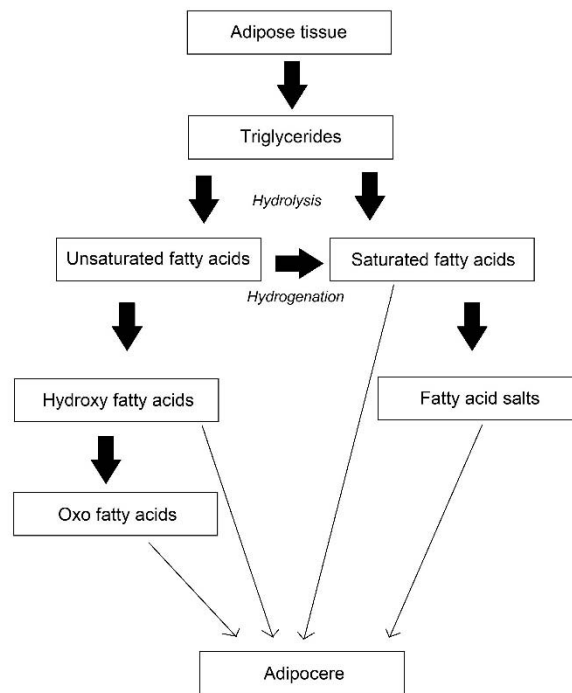 Adipose tissue
Triglycerides
Hydrolysis
Unsaturated fatty acids
Saturated fatty acids
Hydrogenation
Hydroxy fatty acids
Fatty acid salts
Oxo fatty acids
Adipocere